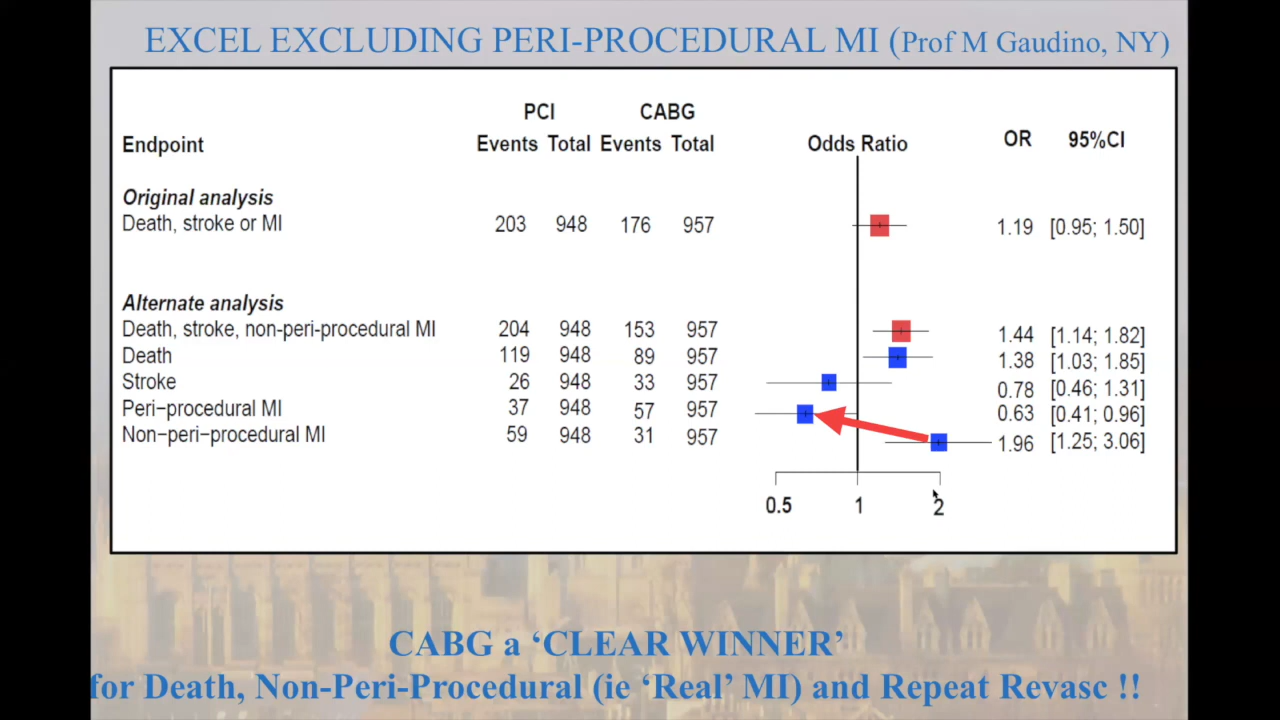 EXCEL EXCLUDING PERI-PROCEDURAL MI (Prof M Gaudino, NY)
PCI CABG
Endpoint Events Total Events Total Odds Ratio OR 95%CI
Original analysis
Death, stroke or MI 203 948 176 957 1.19 [0.95; 1.50]
Alternate analysis
Death, stroke, non-peri-procedural MI 204 948 153 957 1.44 [1.14; 1.82]
Death 119 948 89 957 1.38 [1.03; 1.85]
Stroke 26 948 33 957 0.78 [0.46; 1.31]
Peri-procedural MI 37 948 57 957 0.63 [0.41; 0.96]
Non-peri-procedural MI 59 948 31 957 1.96 [1.25; 3.06]
0.5 1 2
CABG a ‘CLEAR WINNER’
for Death, Non-Peri-Procedural (ie ‘Real’ MI) and Repeat Revasc !!